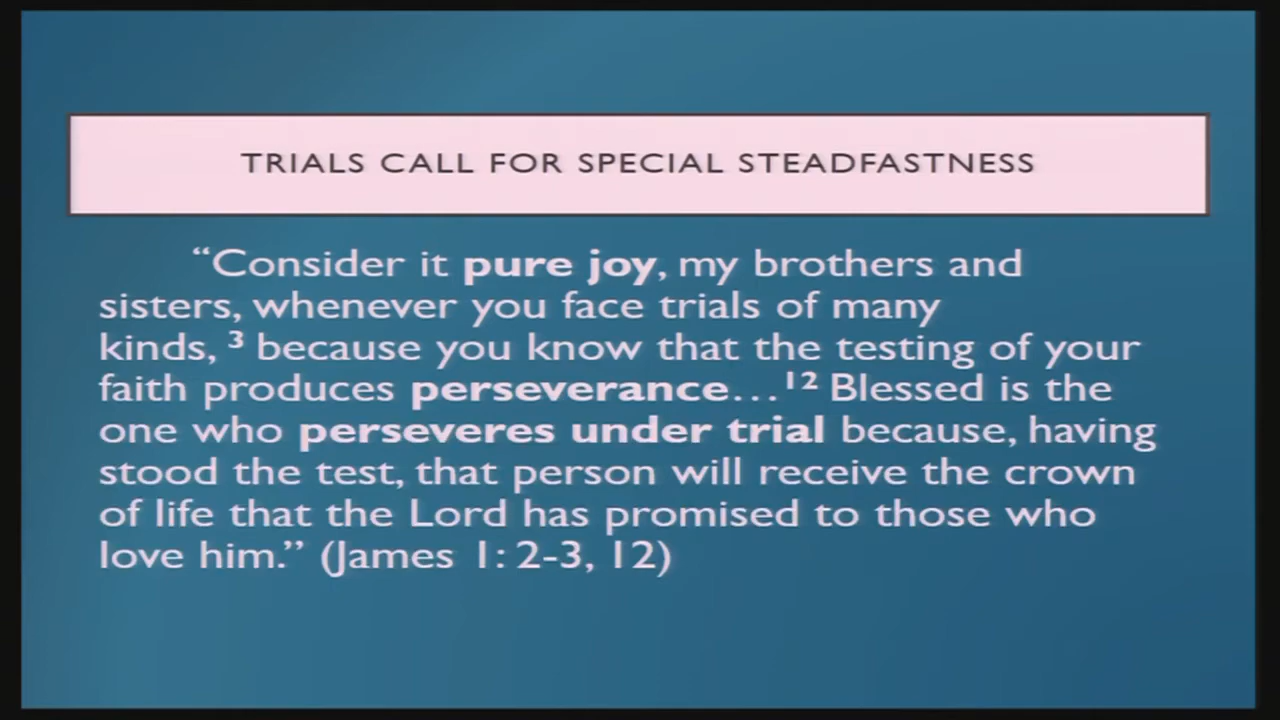 TRIALS CALL FOR SPECIAL STEADFASTNESS
“Consider it pure joy, my brothers and
sisters, whenever you face trials of many
kinds, ³ because you know that the testing of your
faith produces perseverance…¹² Blessed is the
one who perseveres under trial because, having
stood the test, that person will receive the crown
of life that the Lord has promised to those who
love him.” (James 1: 2-3, 12)